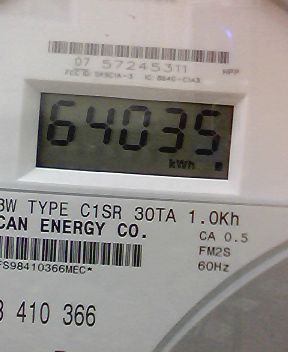 07 57245311
64035
kWh
3W TYPE C1SR 30TA 1.0Kh
CAN ENERGY CO.
CA 0.5
FM2S
60Hz
FS98410366MEC*
3 410 366